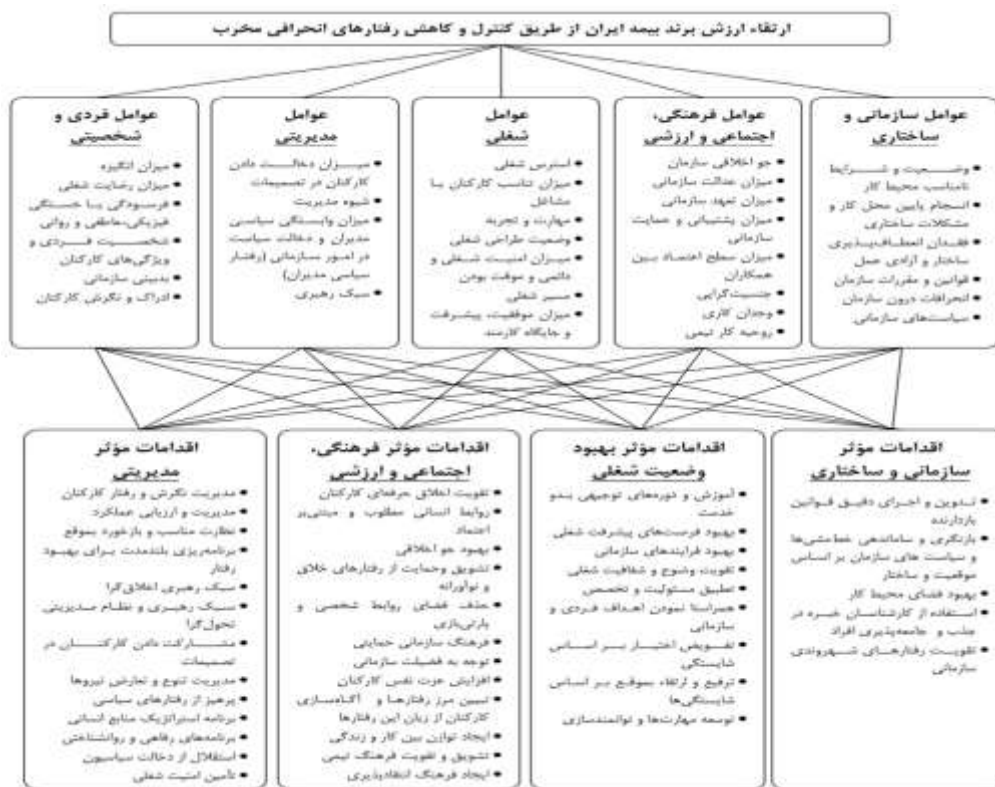 ارتقاء ارزش برند بیمه ایران از طریق کنترل و کاهش رفتارهای انحرافی مخرب
عوامل سازمانی و
ساختاری
وضعیت و شرایط
نامناسب محیط کار
انسجام پایین محل کار و
مشکلات ساختاری
فقدان انعطاف‌پذیری
ساختار و آزادی عمل
قوانین و مقررات سازمان
انحرافات درون سازمان
سیاست‌های سازمانی
عوامل فرهنگی،
اجتماعی و ارزشی
جو اخلاقی سازمان
میزان عدالت سازمانی
میزان تعهد سازمانی
میزان پشتیبانی و حمایت
سازمانی
میزان سطح اعتماد بین
همکاران
جنسیت‌گرایی
وجدان کاری
روحیه کار تیمی
عوامل
شغلی
استرس شغلی
میزان تناسب کارکنان با
مشاغل
مهارت و تجربه
وضعیت طراحی شغلی
میزان امنیت شغلی و
دائمی و موقت بودن
مسیر شغلی
میزان موفقیت، پیشرفت
و جایگاه کارمند
عوامل
مدیریتی
میزان دخالت دادن
کارکنان در تصمیمات
شیوه مدیریت
میزان وابستگی سیاسی
مدیران و دخالت سیاست
در امور سازمانی (رفتار
سیاسی مدیران)
سبک رهبری
عوامل فردی و
شخصیتی
میزان انگیزه
میزان رضایت شغلی
فرسودگی یا خستگی
فیزیکی،عاطفی و روانی
شخصیت فردی و
ویژگی‌های کارکنان
بدبینی سازمانی
ادراک و نگرش کارکنان
اقدامات مؤثر
سازمانی و ساختاری
تدوین و اجرای دقیق قوانین
بازدارنده
بازنگری و ساماندهی خط‌مشی‌ها
و سیاست های سازمان بر اساس
موقعیت و ساختار
بهبود فضای محیط کار
استفاده از کارشناسان خبره در
جذب و جامعه‌پذیری افراد
تقویت رفتارهای شهروندی
سازمانی
اقدامات مؤثر بهبود
وضعیت شغلی
آموزش و دوره‌های توجیهی بدو
خدمت
بهبود فرصت‌های پیشرفت شغلی
بهبود فرایندهای سازمانی
تقویت وضوح و شفافیت شغلی
تطبیق مسئولیت و تخصص
همراستا نمودن اهداف فردی و
سازمانی
تفویض اختیار بر اساس
شایستگی
ترفیع و ارتقاء بموقع بر اساس
شایستگی‌ها
توسعه مهارت‌ها و توانمندسازی
اقدامات مؤثر فرهنگی،
اجتماعی و ارزشی
تقویت اخلاق حرفه‌ای کارکنان
روابط انسانی مطلوب و مبتنی‌بر
اعتماد
بهبود جو اخلاقی
تشویق وحمایت از رفتارهای خلاق
و نوآورانه
حذف فضای روابط شخصی و
پارتی‌بازی
فرهنگ سازمانی حمایتی
توجه به فضیلت سازمانی
افزایش عزت نفس کارکنان
تبیین مرز رفتارها و آگاه‌سازی
کارکنان از زیان این رفتارها
ایجاد توازن بین کار و زندگی
تشویق و تقویت فرهنگ تیمی
ایجاد فرهنگ انتقادپذیری
اقدامات مؤثر
مدیریتی
مدیریت نگرش و رفتار کارکنان
مدیریت و ارزیابی عملکرد
نظارت مناسب و بازخورد بموقع
برنامه‌ریزی بلندمدت برای بهبود
رفتار
سبک رهبری اخلاق‌گرا
سبک رهبری و نظام مدیریتی
تحول‌گرا
مشارکت دادن کارکنان در
تصمیمات
مدیریت تنوع و تعارض نیروها
پرهیز از رفتارهای سیاسی
برنامه استراتژیک منابع انسانی
برنامه‌های رفاهی و روانشناختی
استقلال از دخالت سیاسیون
تأمین امنیت شغلی